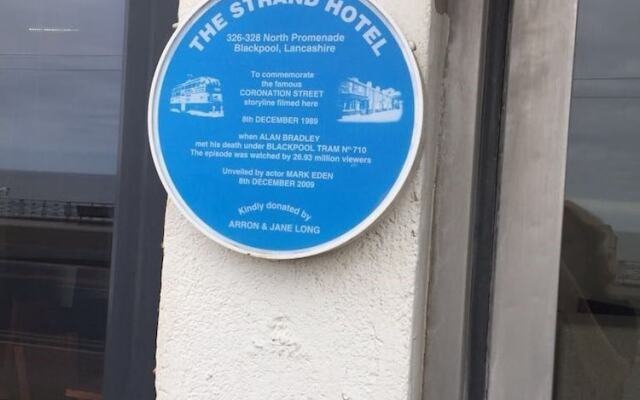 THE STRAND HOTEL
326-328 North Promenade
Blackpool, Lancashire
To commemorate
the famous
CORONATION STREET
storyline filmed here
8th DECEMBER 1989
when ALAN BRADLEY
met his death under BLACKPOOL TRAM No 710
The episode was watched by 26.93 million viewers
Unveiled by actor MARK EDEN
8th DECEMBER 2009
Kindly donated by
ARRON & JANE LONG